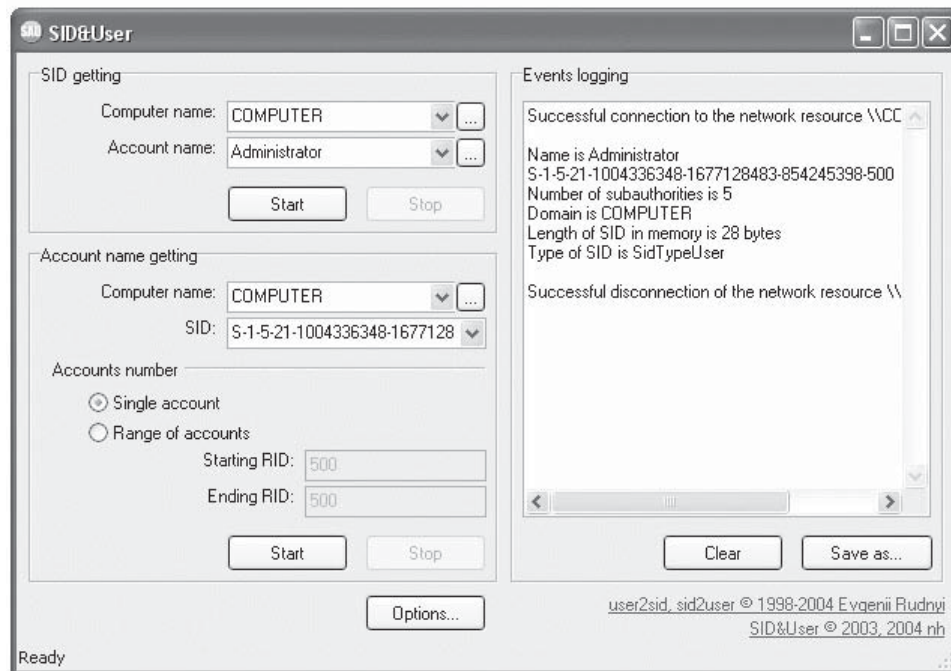 SID&User
SID getting
Computer name: COMPUTER ...
Account name: Administrator ...
Start Stop
Account name getting
Computer name: COMPUTER ...
SID: S-1-5-21-1004336348-1677128
Accounts number
Single account
Range of accounts
Starting RID: 500
Ending RID: 500
Start Stop
Options...
Events logging
Successful connection to the network resource \\CC
Name is Administrator
S-1-5-21-1004336348-1677128483-854245398-500
Number of subauthorities is 5
Domain is COMPUTER
Length of SID in memory is 28 bytes
Type of SID is SidTypeUser
Successful disconnection of the network resource \\
Clear Save as...
user2sid, sid2user © 1998-2004 Evgenii Rudnyi
SID&User © 2003, 2004 nh
Ready